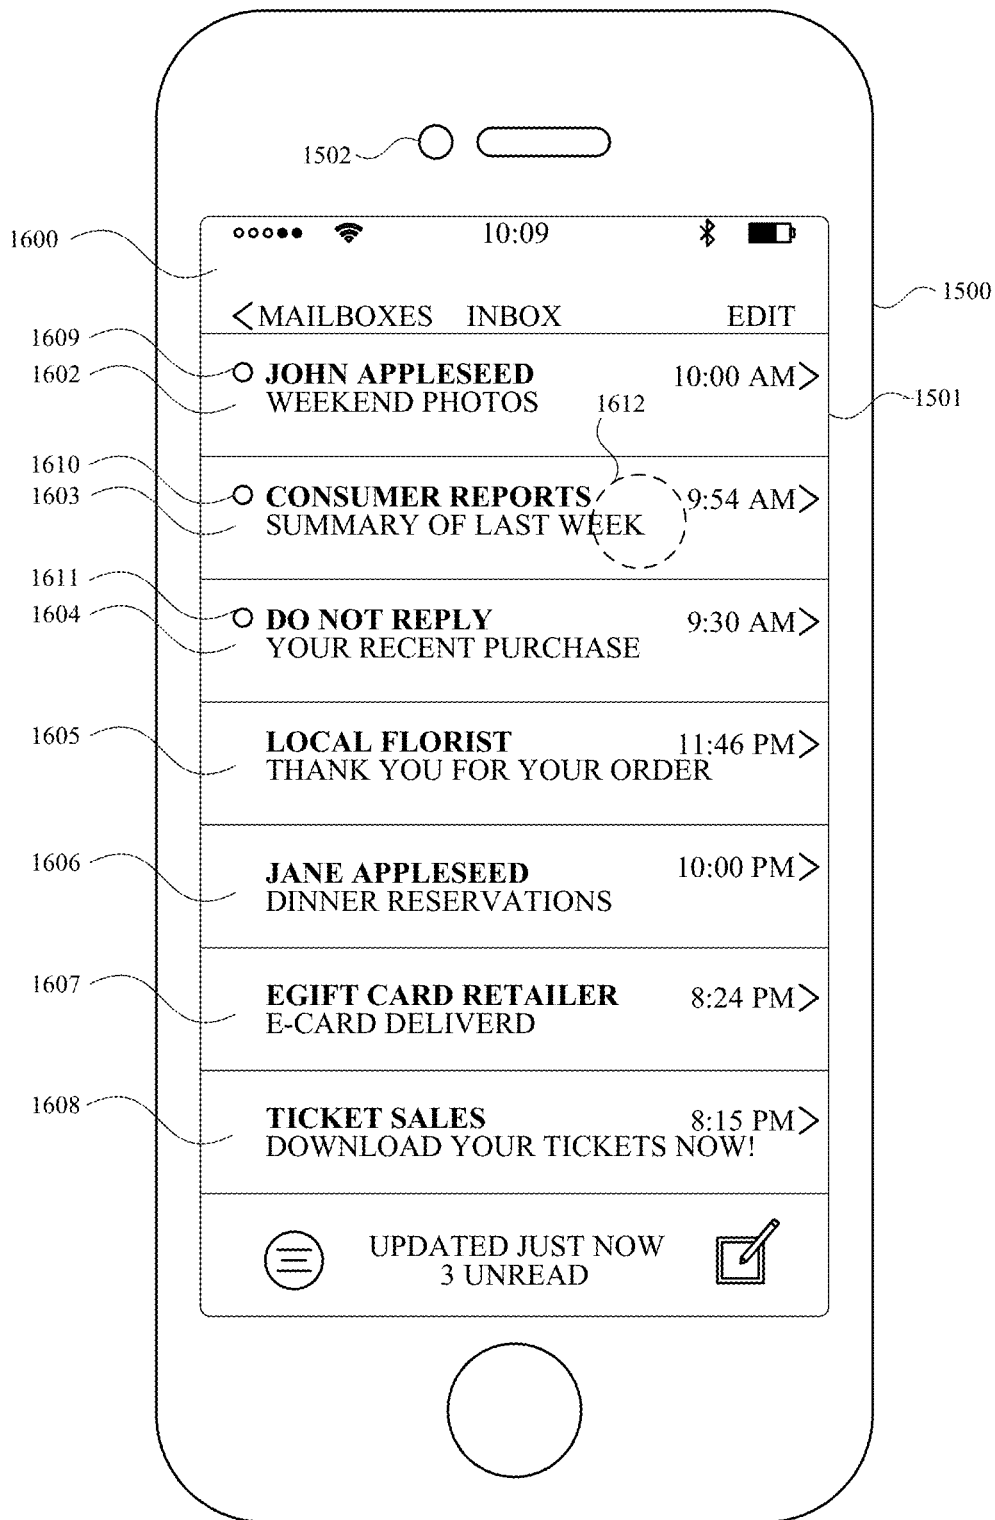 1502
10:09
1600
1500
< MAILBOXES INBOX EDIT
1609
JOHN APPLESEED 10:00 AM >
1602
WEEKEND PHOTOS
1612
1501
1610
CONSUMER REPORTS 9:54 AM >
1603
SUMMARY OF LAST WEEK
1611
DO NOT REPLY 9:30 AM >
1604
YOUR RECENT PURCHASE
1605
LOCAL FLORIST 11:46 PM >
THANK YOU FOR YOUR ORDER
1606
JANE APPLESEED 10:00 PM >
DINNER RESERVATIONS
1607
EGIFT CARD RETAILER 8:24 PM >
E-CARD DELIVERD
1608
TICKET SALES 8:15 PM >
DOWNLOAD YOUR TICKETS NOW!
UPDATED JUST NOW
3 UNREAD